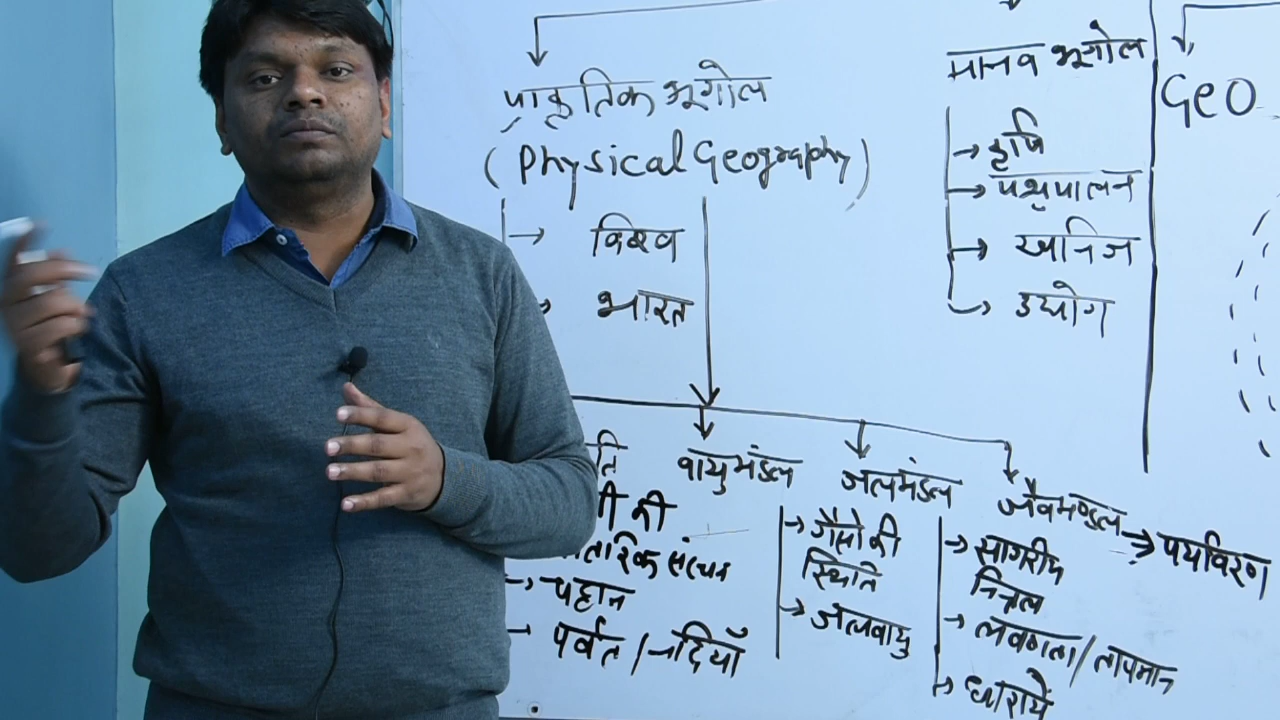 प्राकृतिक भूगोल
(Physical Geography)
→ विश्व
→ भारत
मानव भूगोल
→ कृषि
→ पशुपालन
→ खनिज
→ उद्योग
Geo
ति
की
संरचना
→ चट्टान
→ पर्वत / नदियाँ
वायुमंडल
→ गैसो की
स्थिति
→ जलवायु
जलमंडल
→ सागरीय
नितल
→ लवणता / तापमान
→ धारायें
जैवमण्डल → पर्यावरण